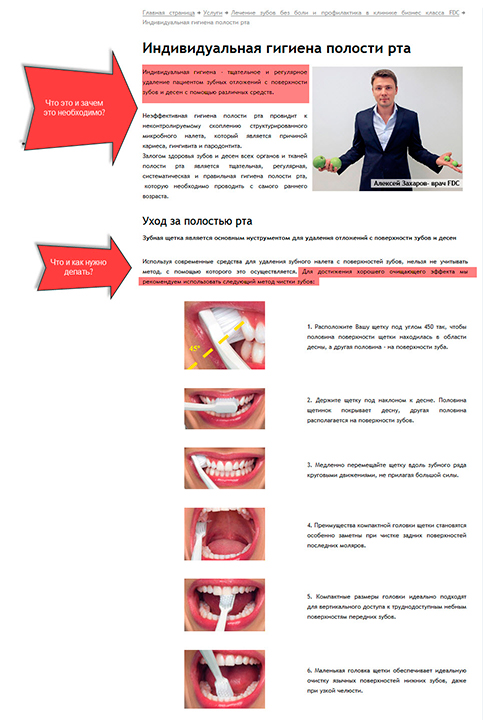 Главная страница → Услуги → Лечение зубов без боли и профилактика в клинике бизнес класса FDC →
Индивидуальная гигиена полости рта
Индивидуальная гигиена полости рта
Что это и зачем
это необходимо?
Индивидуальная гигиена - тщательное и регулярное
удаление пациентом зубных отложений с поверхности
зубов и десен с помощью различных средств.
Неэффективная гигиена полости рта провидит к
неконтролируемому скоплению структурированного
микробного налета, который является причиной
кариеса, гингивита и пародонтита.
Залогом здоровья зубов и десен всех органов и тканей
полости рта является тщательная, регулярная,
систематическая и правильная гигиена полости рта,
которую необходимо проводить с самого раннего
возраста.
Алексей Захаров- врач FDC
Уход за полостью рта
Зубная щетка является основным нуструментом для удаления отложений с поверхности зубов и десен
Что и как нужно
делать?
Используя современные средства для удаления зубного налета с поверхностей зубов, нельзя не учитывать
метод, с помощью которого это осуществляется. Для достижения хорошего очищающего эффекта мы
рекомендуем использовать следующий метод чистки зубов:
45°
1. Расположите Вашу щетку под углом 450 так, чтобы
половина поверхности щетки находилась в области
десны, а другая половина - на поверхности зуба.
2. Держите щетку под наклоном к десне. Половина
щетинок покрывает десну, другая половина
располагается на поверхности зубов.
3. Медленно перемещайте щетку вдоль зубного ряда
круговыми движениями, не прилагая большой силы.
4. Преимущества компактной головки щетки становятся
особенно заметны при чистке задних поверхностей
последних моляров.
5. Компактные размеры головки идеально подходят
для вертикального доступа к труднодоступным небным
поверхностям передних зубов.
6. Маленькая головка щетки обеспечивает идеальную
очистку язычных поверхностей нижних зубов, даже
при узкой челюсти.